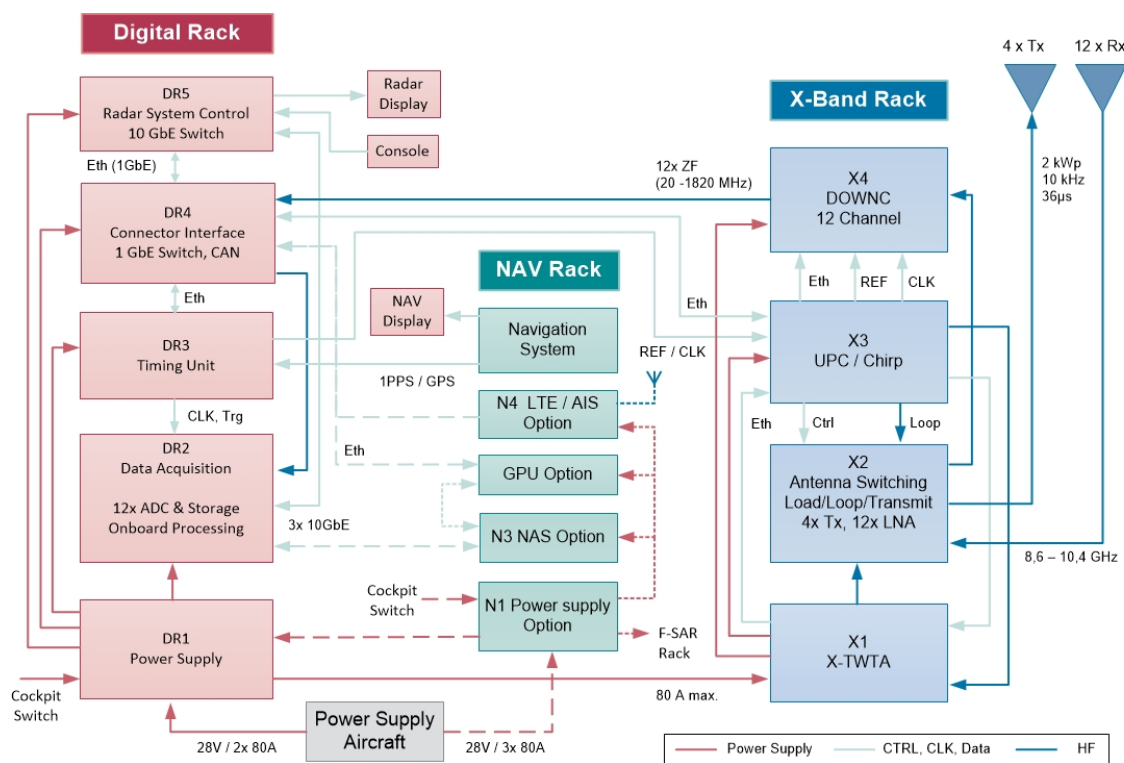 Digital Rack
DR5
Radar System Control
10 GbE Switch
Radar
Display
Console
Eth (1GbE)
DR4
Connector Interface
1 GbE Switch, CAN
Eth
DR3
Timing Unit
CLK, Trg
DR2
Data Acquisition
12x ADC & Storage
Onboard Processing
3x 10GbE
DR1
Power Supply
Cockpit
Switch
28V / 2x 80A
Power Supply
Aircraft
28V / 3x 80A
NAV Rack
NAV
Display
Navigation
System
1PPS / GPS
REF / CLK
N4 LTE / AIS
Option
Eth
GPU Option
N3 NAS Option
Cockpit
Switch
N1 Power supply
Option
F-SAR
Rack
X-Band Rack
4 x Tx
12 x Rx
2 kWp
10 kHz
36µs
12x ZF
(20 -1820 MHz)
X4
DOWNC
12 Channel
Eth
REF
CLK
Eth
X3
UPC / Chirp
Eth
Ctrl
Loop
X2
Antenna Switching
Load/Loop/Transmit
4x Tx, 12x LNA
8,6 – 10,4 GHz
X1
X-TWTA
80 A max.
Power Supply
CTRL, CLK, Data
HF